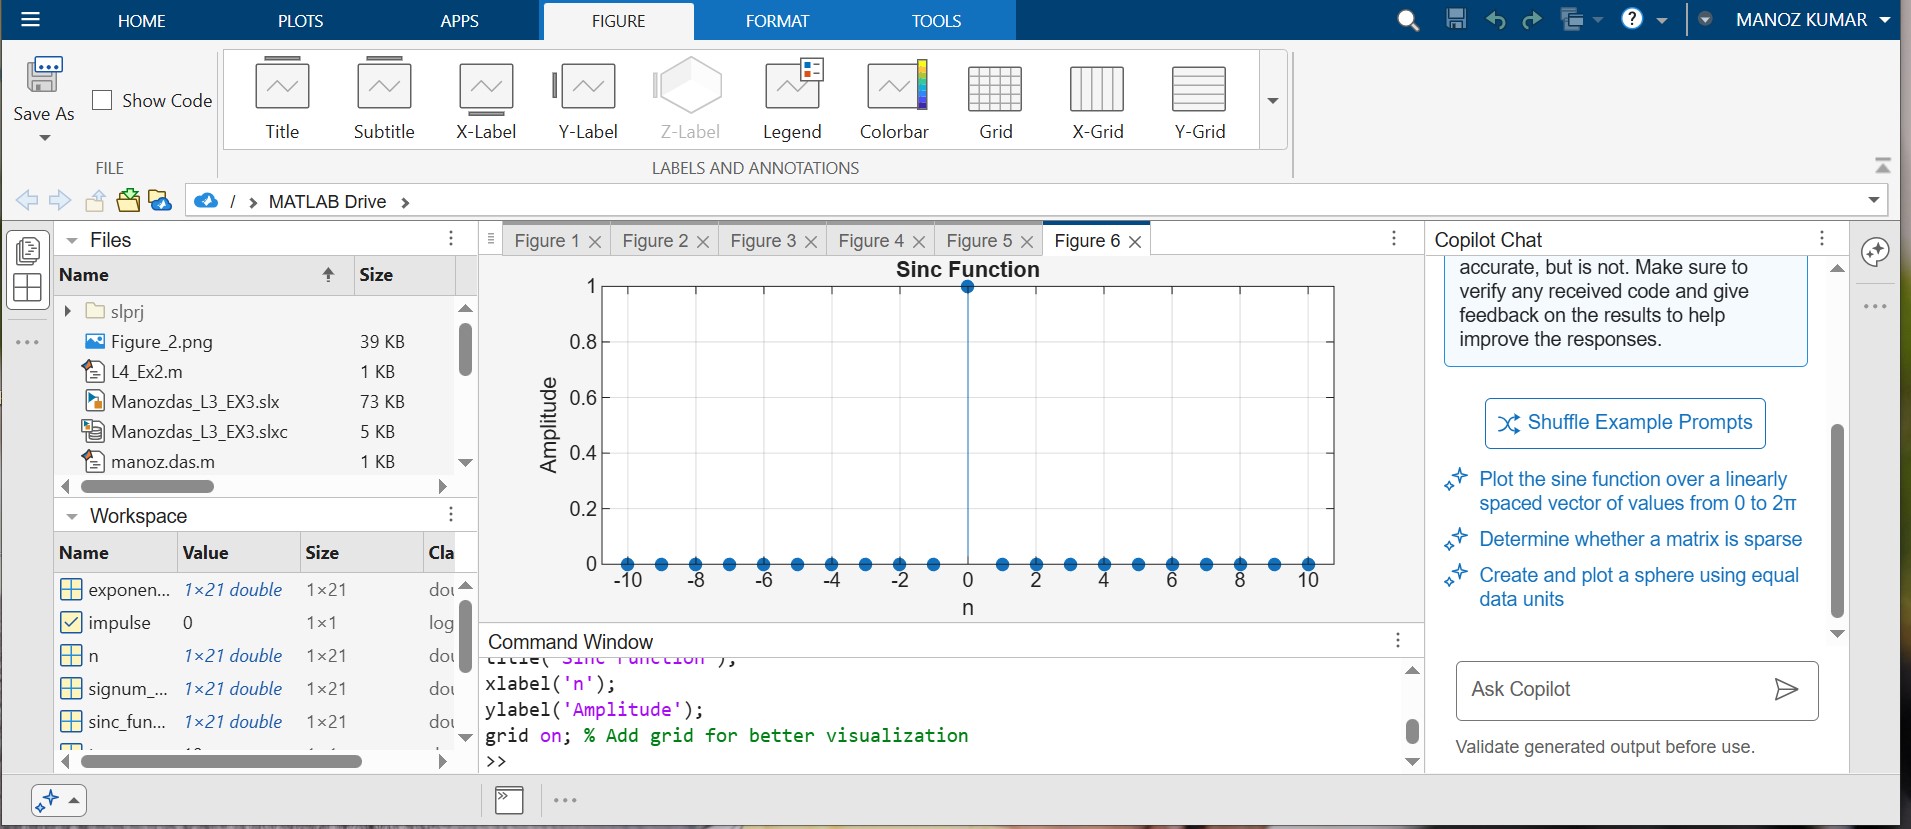 HOME PLOTS APPS FIGURE FORMAT TOOLS MANOZ KUMAR
Save As
Show Code
FILE
Title Subtitle X-Label Y-Label Z-Label Legend Colorbar Grid X-Grid Y-Grid
LABELS AND ANNOTATIONS
/ > MATLAB Drive >
Files
Name Size
slprj
Figure_2.png 39 KB
L4_Ex2.m 1 KB
Manozdas_L3_EX3.slx 73 KB
Manozdas_L3_EX3.slxc 5 KB
manoz.das.m 1 KB
Workspace
Name Value Size Cla
exponen... 1×21 double 1×21 dou
impulse 0 1×1 log
n 1×21 double 1×21 dou
signum_... 1×21 double 1×21 dou
sinc_fun... 1×21 double 1×21 dou
Figure 1 Figure 2 Figure 3 Figure 4 Figure 5 Figure 6
Sinc Function
Amplitude
1
0.8
0.6
0.4
0.2
0
-10 -8 -6 -4 -2 0 2 4 6 8 10
n
Command Window
title('Sinc Function');
xlabel('n');
ylabel('Amplitude');
grid on; % Add grid for better visualization
>>
Copilot Chat
accurate, but is not. Make sure to
verify any received code and give
feedback on the results to help
improve the responses.
Shuffle Example Prompts
Plot the sine function over a linearly
spaced vector of values from 0 to 2π
Determine whether a matrix is sparse
Create and plot a sphere using equal
data units
Ask Copilot
Validate generated output before use.